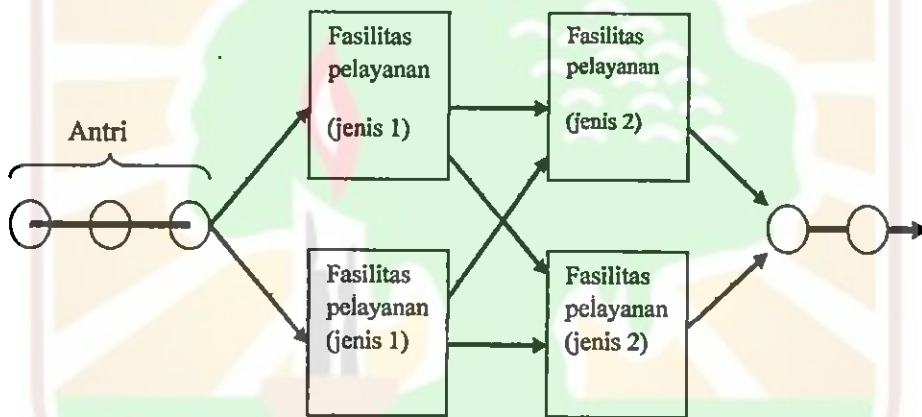 Antri
Fasilitas
pelayanan
(jenis 1)
Fasilitas
pelayanan
(jenis 2)
Fasilitas
pelayanan
(jenis 1)
Fasilitas
pelayanan
(jenis 2)